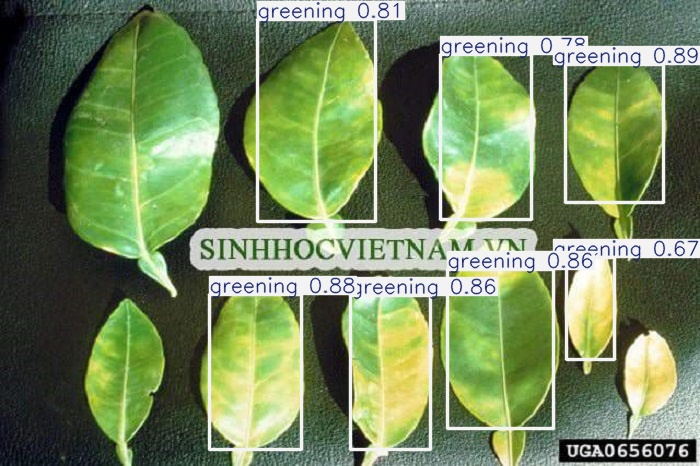 greening 0.81
greening 0.78
greening 0.89
SINHHOCVIETNAM.VN
greening 0.86
greening 0.67
greening 0.88
greening 0.86
UGA0656076